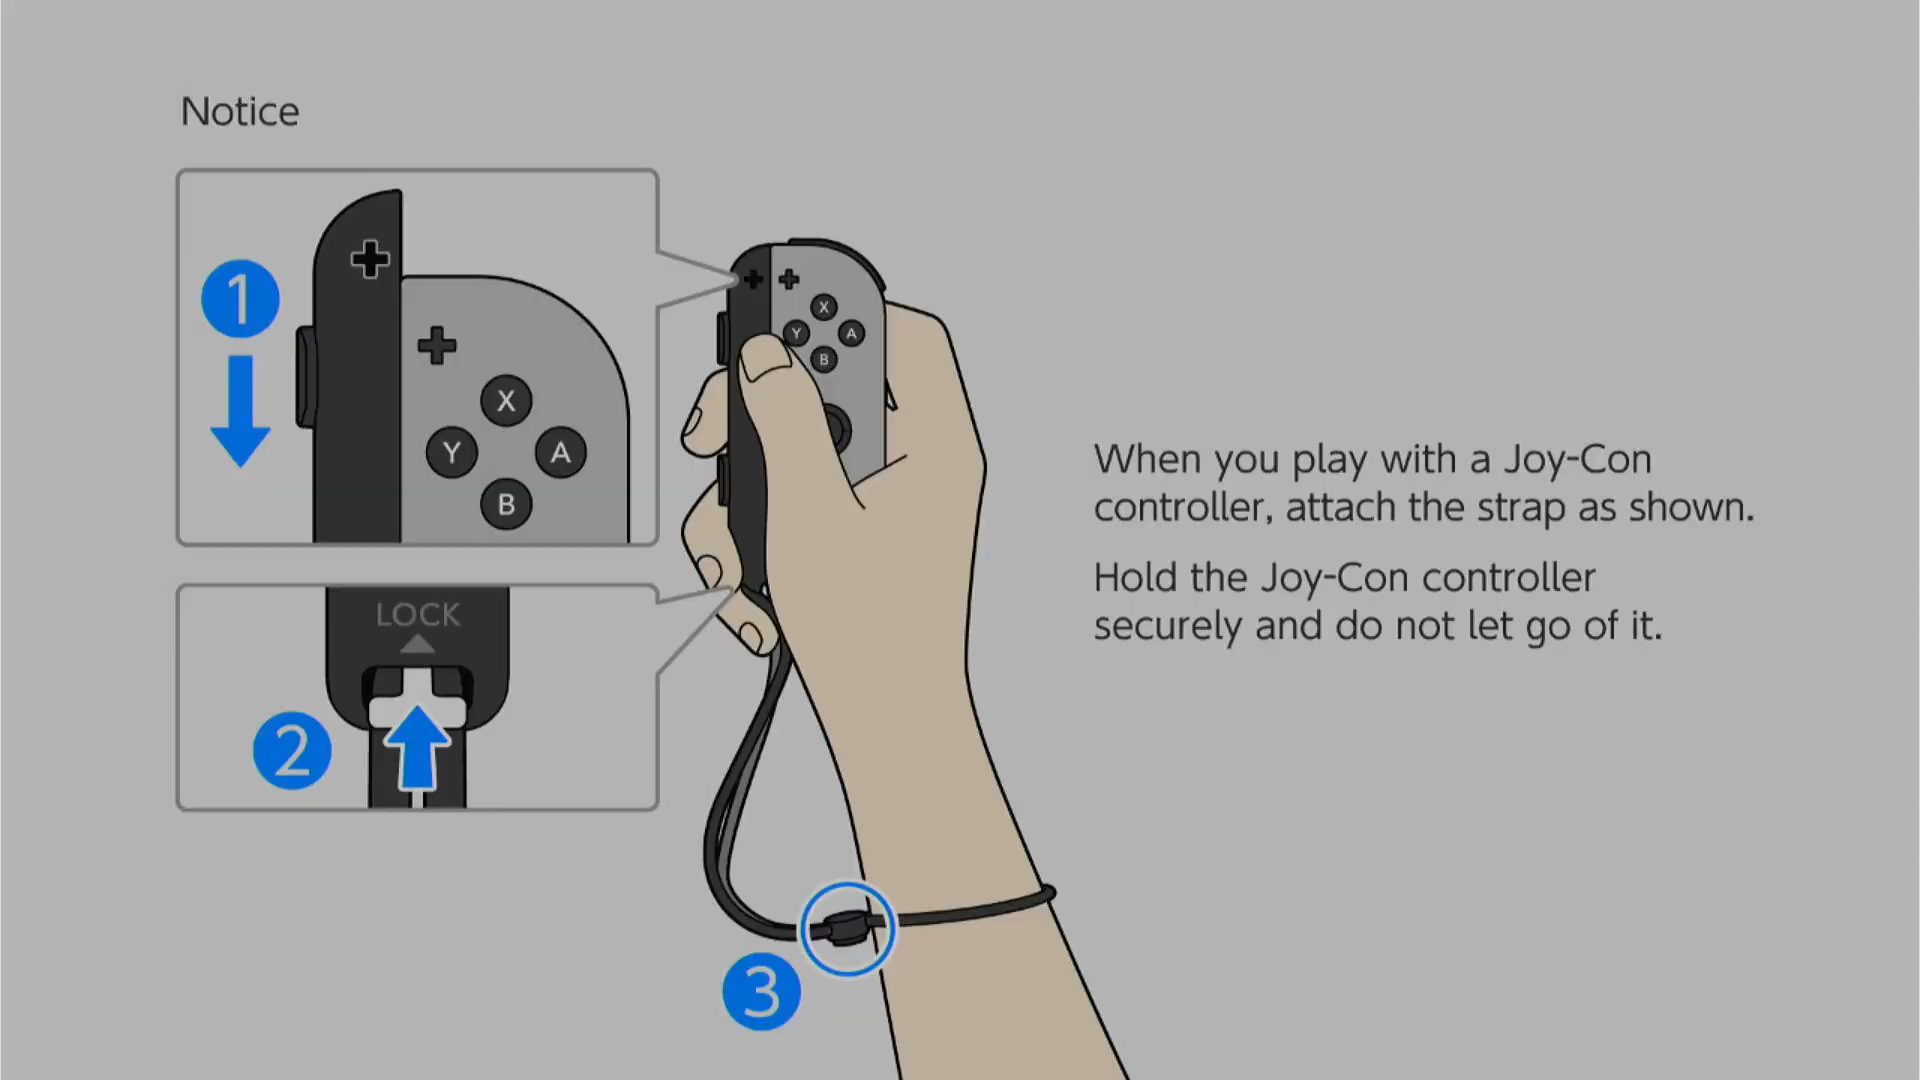 Notice
1
X
Y
A
B
LOCK
2
X
Y
A
B
3
When you play with a Joy-Con
controller, attach the strap as shown.
Hold the Joy-Con controller
securely and do not let go of it.